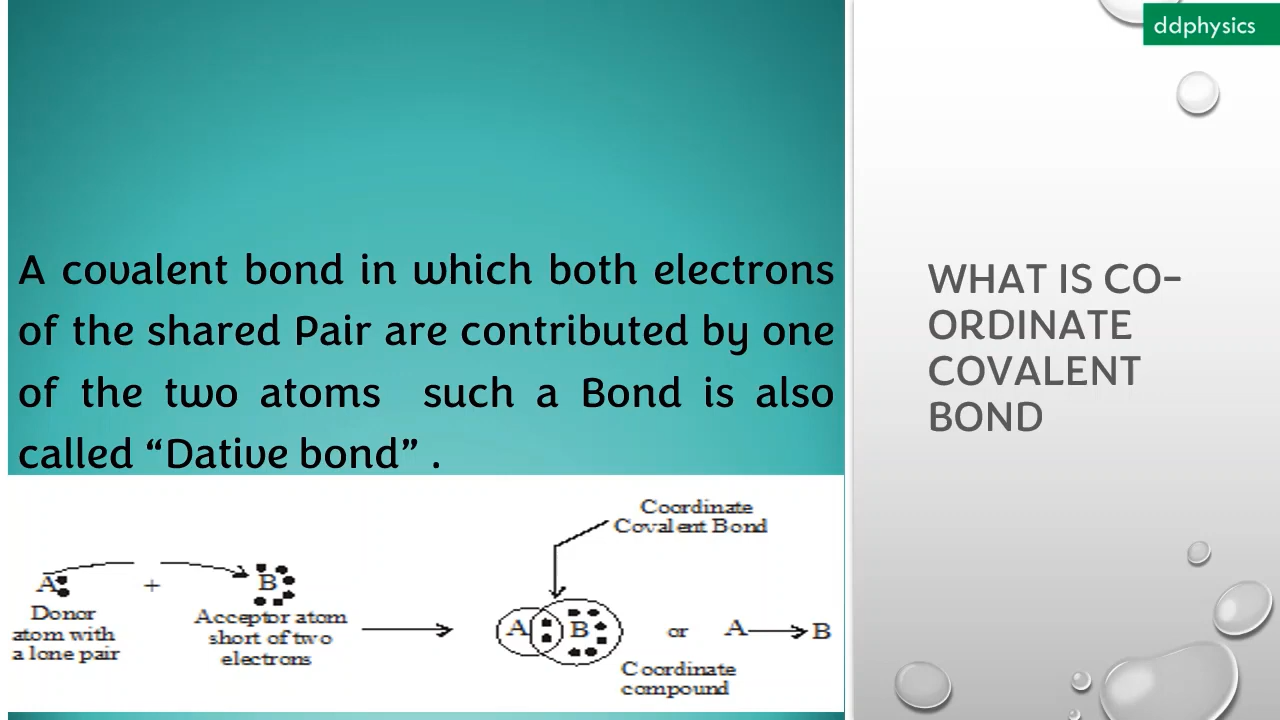 ddphysics
A covalent bond in which both electrons
of the shared Pair are contributed by one
of the two atoms such a Bond is also
called “Dative bond” .
WHAT IS CO-
ORDINATE
COVALENT
BOND
Coordinate
Covalent Bond
A + B
Donor
atom with
a lone pair
Acceptor atom
short of two
electrons
A B or A B
Coordinate
compound